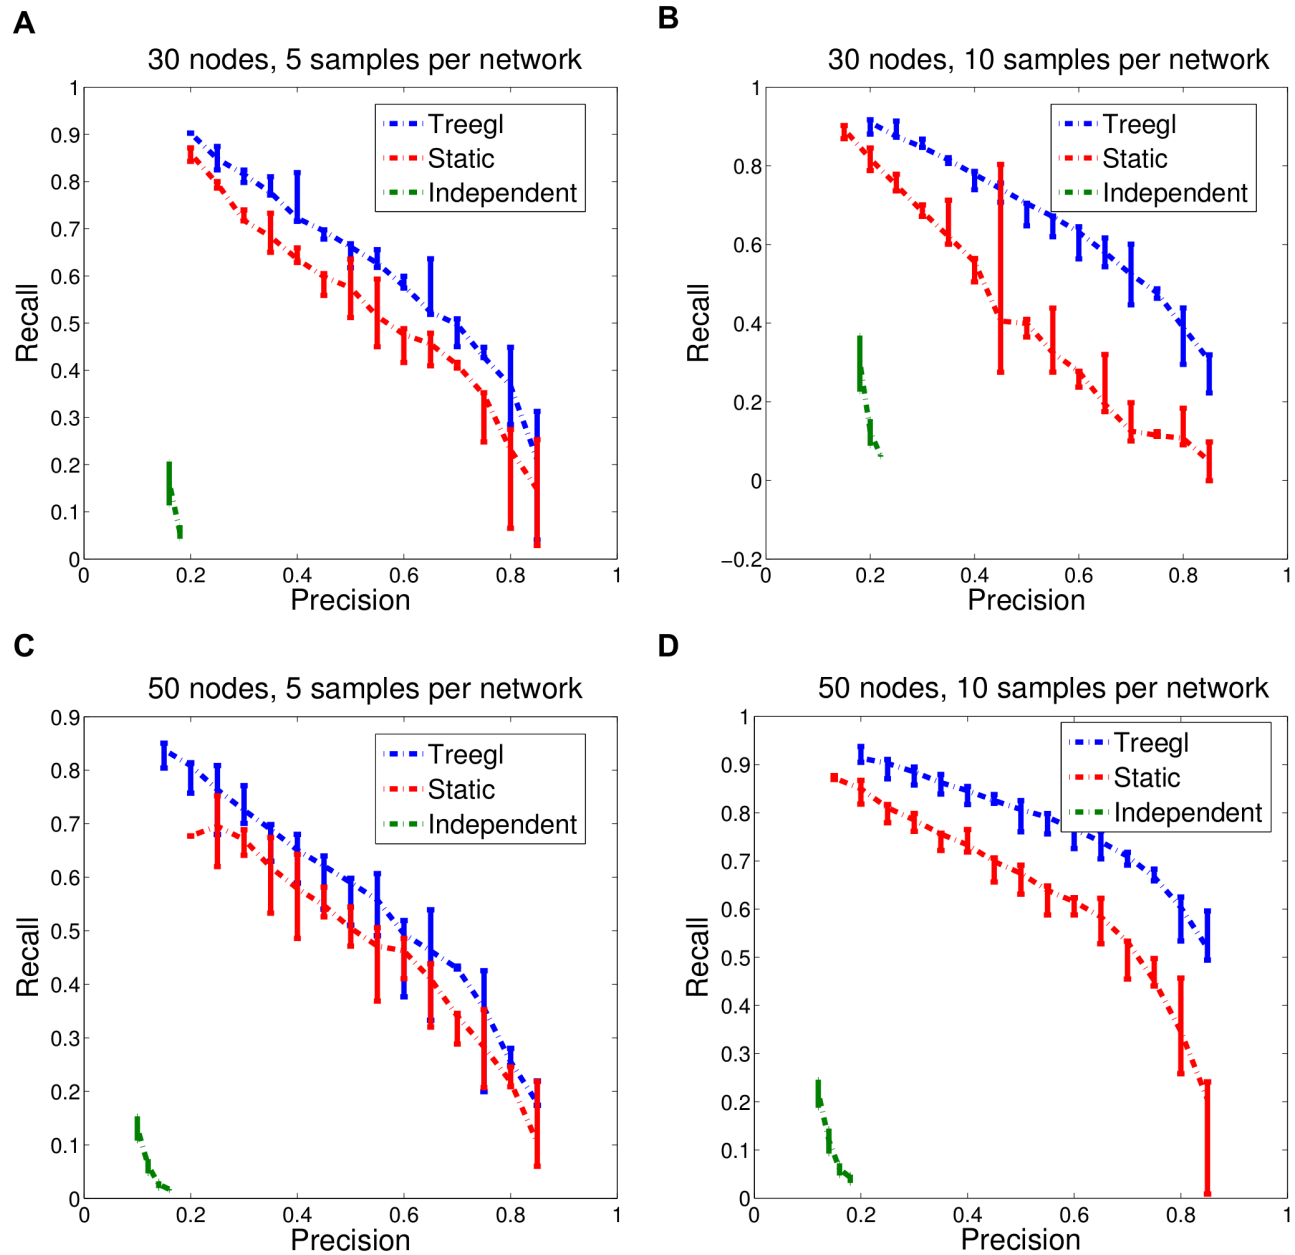 A
30 nodes, 5 samples per network
1
0.9
0.8
0.7
0.6
0.5
0.4
0.3
0.2
0.1
0
Recall
Treegl
Static
Independent
0 0.2 0.4 0.6 0.8 1
Precision
B
30 nodes, 10 samples per network
1
0.8
0.6
0.4
0.2
0
−0.2
Recall
Treegl
Static
Independent
0 0.2 0.4 0.6 0.8 1
Precision
C
50 nodes, 5 samples per network
0.9
0.8
0.7
0.6
0.5
0.4
0.3
0.2
0.1
0
Recall
Treegl
Static
Independent
0 0.2 0.4 0.6 0.8 1
Precision
D
50 nodes, 10 samples per network
1
0.9
0.8
0.7
0.6
0.5
0.4
0.3
0.2
0.1
0
Recall
Treegl
Static
Independent
0 0.2 0.4 0.6 0.8 1
Precision